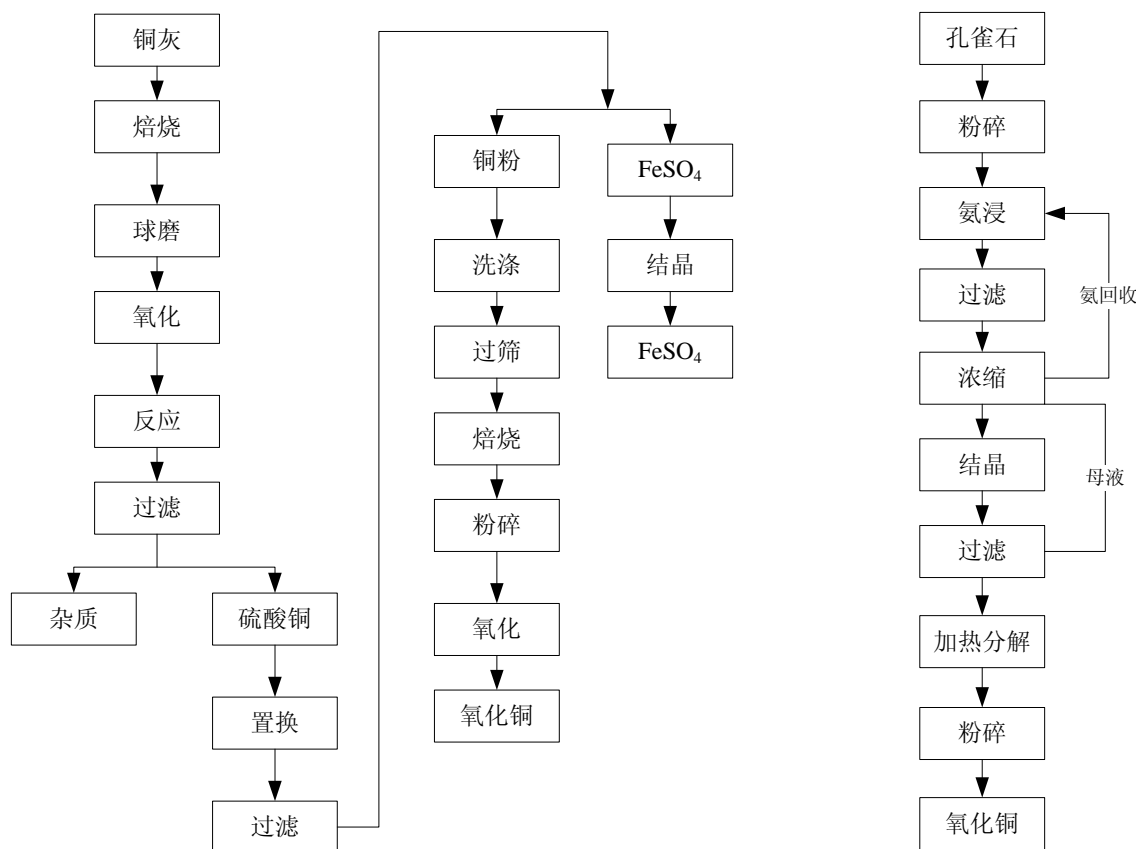 铜灰
焙烧
球磨
氧化
反应
过滤
杂质
硫酸铜
置换
过滤
铜粉
洗涤
过筛
焙烧
粉碎
氧化
氧化铜
FeSO₄
结晶
FeSO₄
孔雀石
粉碎
氨浸
过滤
氨回收
浓缩
结晶
母液
过滤
加热分解
粉碎
氧化铜